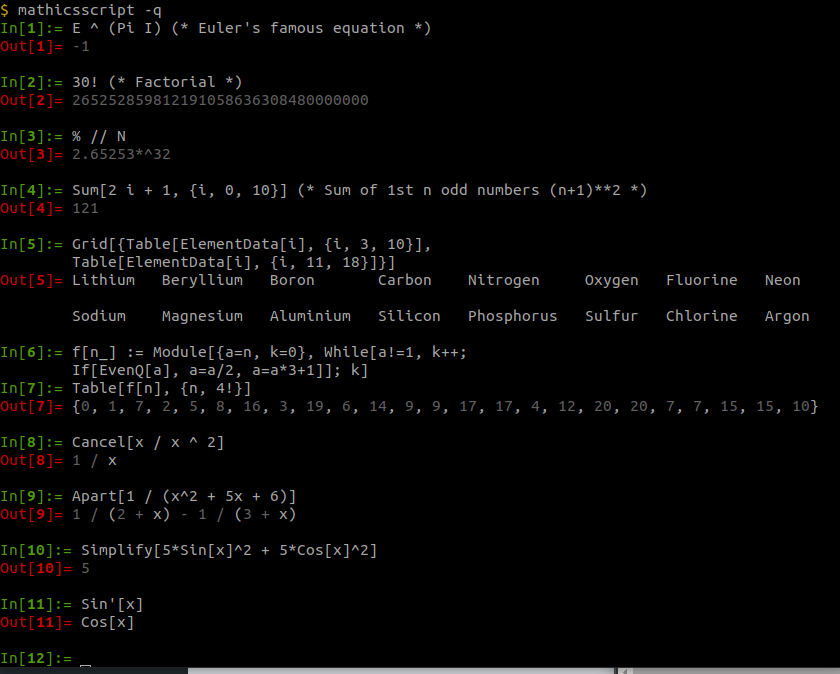 $ mathicsscript -q
In[1]:= E ^ (Pi I) (* Euler's famous equation *)
Out[1]= -1
In[2]:= 30! (* Factorial *)
Out[2]= 265252859812191058636308480000000
In[3]:= % // N
Out[3]= 2.65253*^32
In[4]:= Sum[2 i + 1, {i, 0, 10}] (* Sum of 1st n odd numbers (n+1)**2 *)
Out[4]= 121
In[5]:= Grid[{Table[ElementData[i], {i, 3, 10}],
Table[ElementData[i], {i, 11, 18}]}]
Out[5]= Lithium Beryllium Boron Carbon Nitrogen Oxygen Fluorine Neon
Sodium Magnesium Aluminium Silicon Phosphorus Sulfur Chlorine Argon
In[6]:= f[n_] := Module[{a=n, k=0}, While[a!=1, k++;
If[EvenQ[a], a=a/2, a=a*3+1]]; k]
In[7]:= Table[f[n], {n, 4!}]
Out[7]= {0, 1, 7, 2, 5, 8, 16, 3, 19, 6, 14, 9, 9, 17, 17, 4, 12, 20, 20, 7, 7, 15, 15, 10}
In[8]:= Cancel[x / x ^ 2]
Out[8]= 1 / x
In[9]:= Apart[1 / (x^2 + 5x + 6)]
Out[9]= 1 / (2 + x) - 1 / (3 + x)
In[10]:= Simplify[5*Sin[x]^2 + 5*Cos[x]^2]
Out[10]= 5
In[11]:= Sin'[x]
Out[11]= Cos[x]
In[12]:=